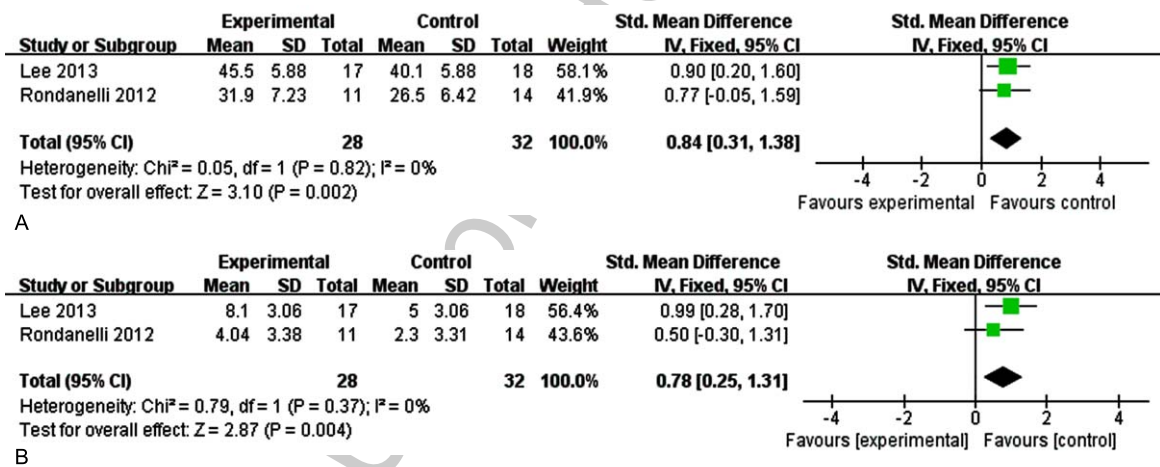 Experimental Control Std. Mean Difference Std. Mean Difference
Study or Subgroup Mean SD Total Mean SD Total Weight IV, Fixed, 95% CI IV, Fixed, 95% CI
Lee 2013 45.5 5.88 17 40.1 5.88 18 58.1% 0.90 [0.20, 1.60]
Rondanelli 2012 31.9 7.23 11 26.5 6.42 14 41.9% 0.77 [-0.05, 1.59]
Total (95% CI) 28 32 100.0% 0.84 [0.31, 1.38]
Heterogeneity: Chi² = 0.05, df = 1 (P = 0.82); I² = 0%
Test for overall effect: Z = 3.10 (P = 0.002)
-4 -2 0 2 4
Favours experimental Favours control
A
Experimental Control Std. Mean Difference Std. Mean Difference
Study or Subgroup Mean SD Total Mean SD Total Weight IV, Fixed, 95% CI IV, Fixed, 95% CI
Lee 2013 8.1 3.06 17 5 3.06 18 56.4% 0.99 [0.28, 1.70]
Rondanelli 2012 4.04 3.38 11 2.3 3.31 14 43.6% 0.50 [-0.30, 1.31]
Total (95% CI) 28 32 100.0% 0.78 [0.25, 1.31]
Heterogeneity: Chi² = 0.79, df = 1 (P = 0.37); I² = 0%
Test for overall effect: Z = 2.87 (P = 0.004)
-4 -2 0 2 4
Favours [experimental] Favours [control]
B